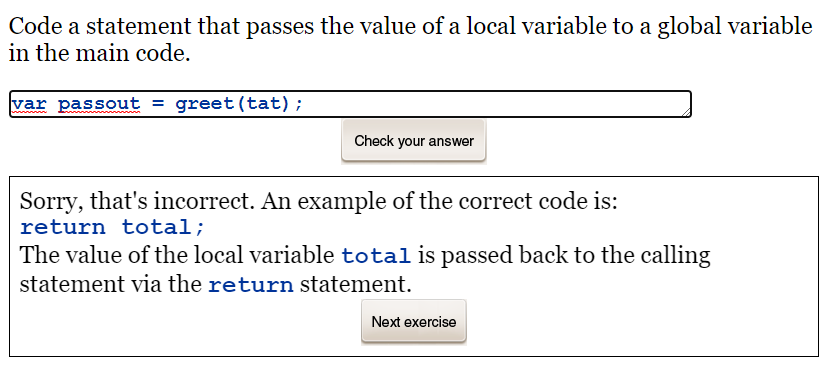 Code a statement that passes the value of a local variable to a global variable
in the main code.
var passout = greet(tat);
Check your answer
Sorry, that's incorrect. An example of the correct code is:
return total;
The value of the local variable total is passed back to the calling
statement via the return statement.
Next exercise